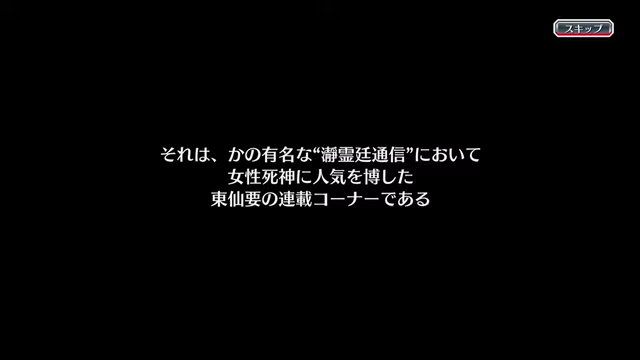 スキップ
それは、かの有名な“瀞霊廷通信”において
女性死神に人気を博した
東仙要の連載コーナーである